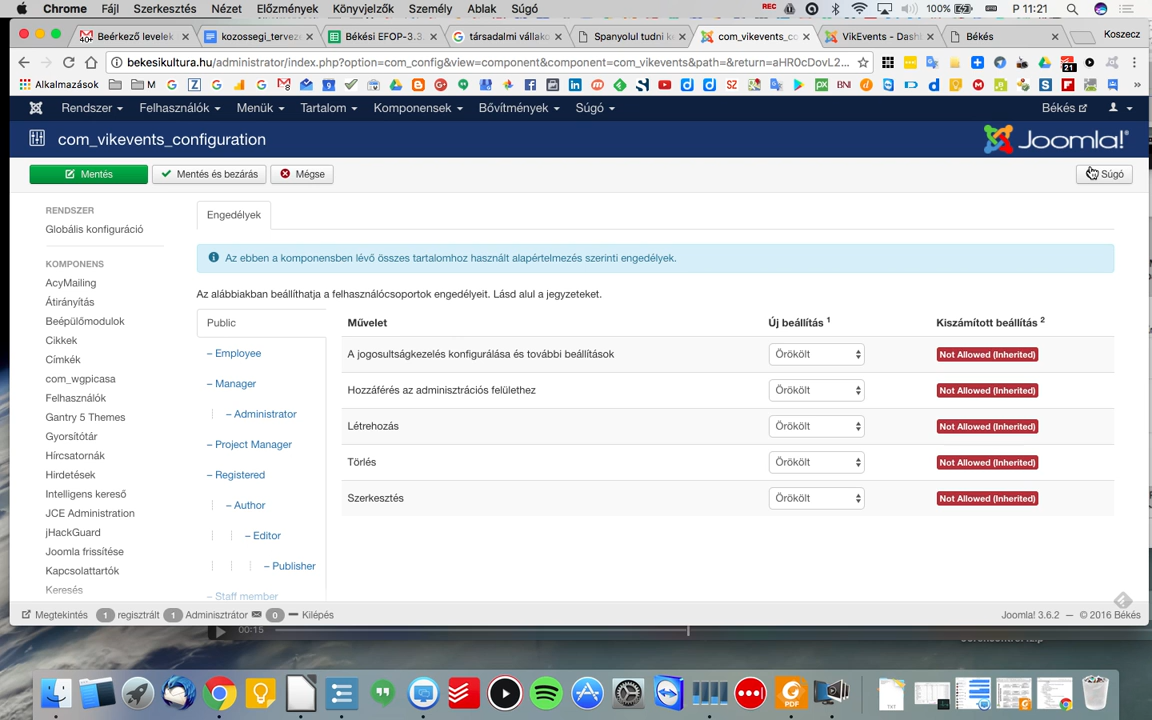 Chrome Fájl Szerkesztés Nézet Előzmények Könyvjelzők Személy Ablak Súgó REC 100% P 11:21
Beérkező levelek com_vikevents_co VikEvents - Dash Békés Koszecz
kozossegi_terveze Békési EFOP-3.3. társadalmi vállako Spanyolul tudni ke
bekesikultura.hu/administrator/index.php?option=com_config&view=component&component=com_vikevents&path=&return=aHR0cDovL2...
Alkalmazások M BNI
Rendszer Felhasználók Menük Tartalom Komponensek Bővítmények Súgó Békés
com_vikevents_configuration Joomla!®
Mentés Mentés és bezárás Mégse Súgó
RENDSZER
Globális konfiguráció
KOMPONENS
AcyMailing
Átirányítás
Beépülőmodulok
Cikkek
Címkék
com_wgpicasa
Felhasználók
Gantry 5 Themes
Gyorsítótár
Hírcsatornák
Hirdetések
Intelligens kereső
JCE Administration
jHackGuard
Joomla frissítése
Kapcsolattartók
Keresés
Engedélyek
Az ebben a komponensben lévő összes tartalomhoz használt alapértelmezés szerinti engedélyek.
Az alábbiakban beállíthatja a felhasználócsoportok engedélyeit. Lásd alul a jegyzeteket.
Public
– Employee
– Manager
– Administrator
– Project Manager
– Registered
– Author
– Editor
– Publisher
– Staff member
Művelet Új beállítás 1 Kiszámított beállítás 2
A jogosultságkezelés konfigurálása és további beállítások Örökölt Not Allowed (Inherited)
Hozzáférés az adminisztrációs felülethez Örökölt Not Allowed (Inherited)
Létrehozás Örökölt Not Allowed (Inherited)
Törlés Örökölt Not Allowed (Inherited)
Szerkesztés Örökölt Not Allowed (Inherited)
Megtekintés 1 regisztrált 1 Adminisztrátor 0 Kilépés Joomla! 3.6.2 — © 2016 Békés
00:15